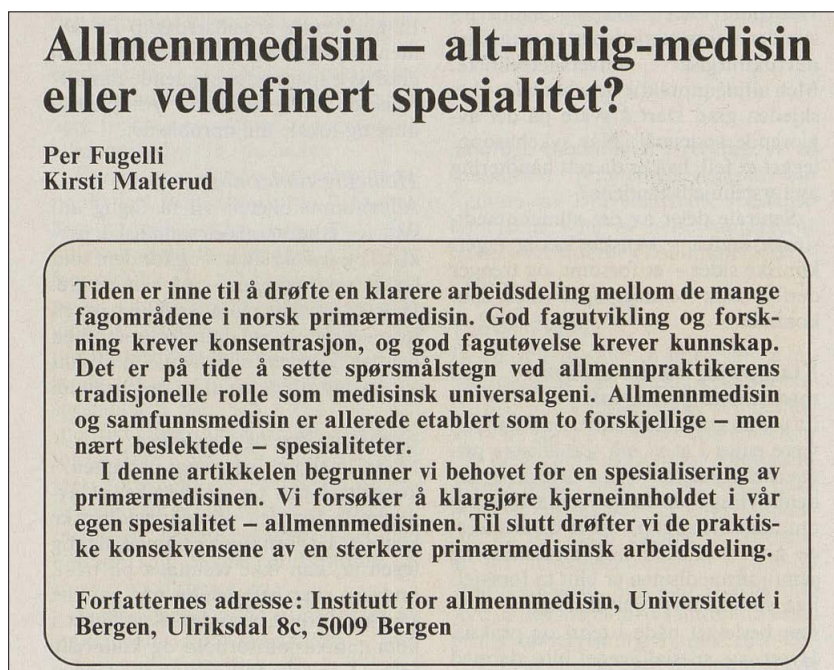 Allmennmedisin – alt-mulig-medisin
eller veldefinert spesialitet?
Per Fugelli
Kirsti Malterud
Tiden er inne til å drøfte en klarere arbeidsdeling mellom de mange
fagområdene i norsk primærmedisin. God fagutvikling og forsk-
ning krever konsentrasjon, og god fagutøvelse krever kunnskap.
Det er på tide å sette spørsmålstegn ved allmennpraktikerens
tradisjonelle rolle som medisinsk universalgeni. Allmennmedisin
og samfunnsmedisin er allerede etablert som to forskjellige – men
nært beslektede – spesialiteter.
I denne artikkelen begrunner vi behovet for en spesialisering av
primærmedisinen. Vi forsøker å klargjøre kjerneinnholdet i vår
egen spesialitet – allmennmedisinen. Til slutt drøfter vi de praktis-
ke konsekvensene av en sterkere primærmedisinsk arbeidsdeling.
Forfatternes adresse: Institutt for allmennmedisin, Universitetet i
Bergen, Ulriksdal 8c, 5009 Bergen